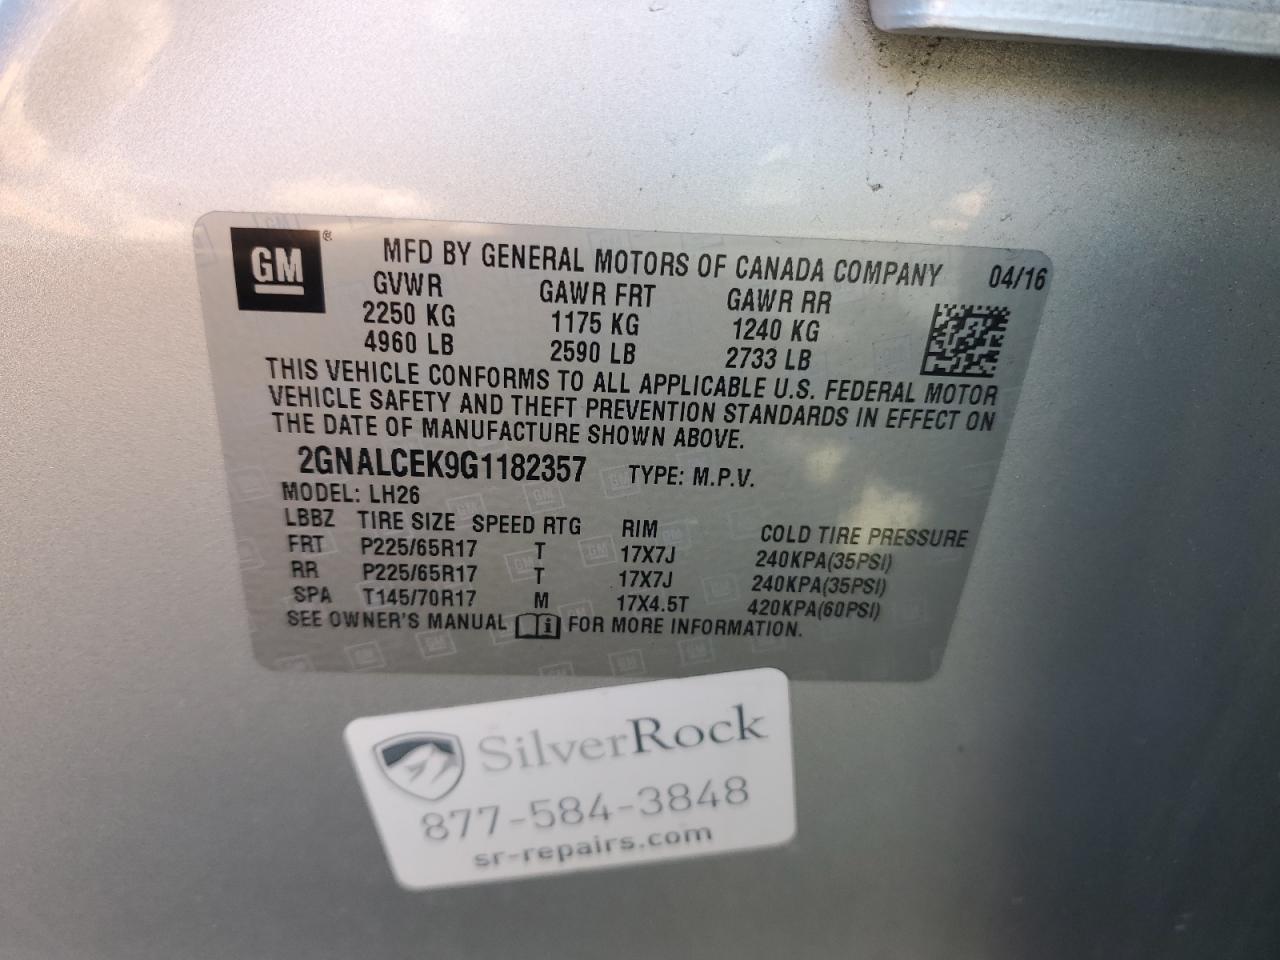 GM ®
MFD BY GENERAL MOTORS OF CANADA COMPANY 04/16
GVWR GAWR FRT GAWR RR
2250 KG 1175 KG 1240 KG
4960 LB 2590 LB 2733 LB
THIS VEHICLE CONFORMS TO ALL APPLICABLE U.S. FEDERAL MOTOR
VEHICLE SAFETY AND THEFT PREVENTION STANDARDS IN EFFECT ON
THE DATE OF MANUFACTURE SHOWN ABOVE.
2GNALCEK9G1182357 TYPE: M.P.V.
MODEL: LH26
LBBZ TIRE SIZE SPEED RTG RIM COLD TIRE PRESSURE
FRT P225/65R17 T 17X7J 240KPA(35PSI)
RR P225/65R17 T 17X7J 240KPA(35PSI)
SPA T145/70R17 M 17X4.5T 420KPA(60PSI)
SEE OWNER'S MANUAL i FOR MORE INFORMATION.
SilverRock
877-584-3848
sr-repairs.com